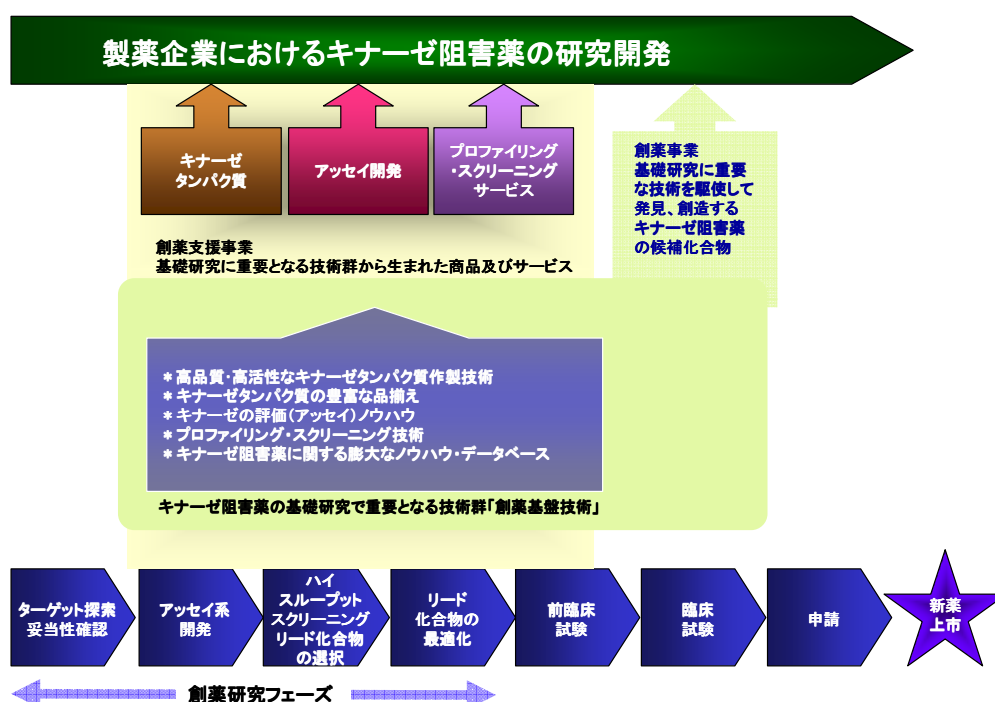 製薬企業におけるキナーゼ阻害薬の研究開発
キナーゼ
タンパク質
アッセイ開発
プロファイリング
・スクリーニング
サービス
創薬事業
基礎研究に重要
な技術を駆使して
発見、創造する
キナーゼ阻害薬
の候補化合物
創薬支援事業
基礎研究に重要となる技術群から生まれた商品及びサービス
＊高品質・高活性なキナーゼタンパク質作製技術
＊キナーゼタンパク質の豊富な品揃え
＊キナーゼの評価（アッセイ）ノウハウ
＊プロファイリング・スクリーニング技術
＊キナーゼ阻害薬に関する膨大なノウハウ・データベース
キナーゼ阻害薬の基礎研究で重要となる技術群「創薬基盤技術」
ターゲット探索
妥当性確認
アッセイ系
開発
ハイ
スループット
スクリーニング
リード化合物
の選択
リード
化合物の
最適化
前臨床
試験
臨床
試験
申請
新薬
上市
創薬研究フェーズ